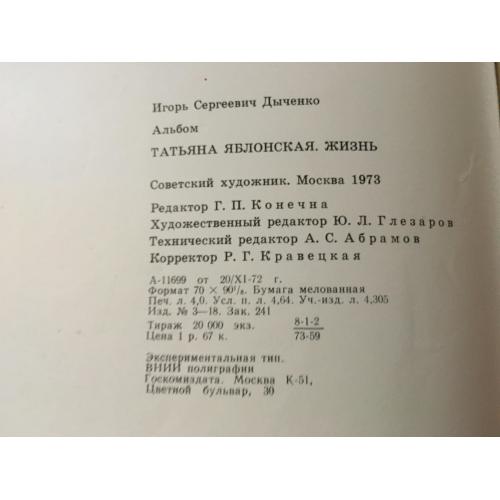 Игорь Сергеевич Дыченко
Альбом
ТАТЬЯНА ЯБЛОНСКАЯ. ЖИЗНЬ
Советский художник. Москва 1973
Редактор Г. П. Конечна
Художественный редактор Ю. Л. Глезаров
Технический редактор А. С. Абрамов
Корректор Р. Г. Кравецкая
А-11699 от 20/XI-72 г.
Формат 70 × 90¹/₈. Бумага мелованная
Печ. л. 4,0. Усл. п. л. 4,64. Уч.-изд. л. 4,305
Изд. № 3—18. Зак. 241
Тираж 20 000 экз. 8-1-2
Цена 1 р. 67 к. 73-59
Экспериментальная тип.
ВНИИ полиграфии
Госкомиздата. Москва К-51,
Цветной бульвар, 30